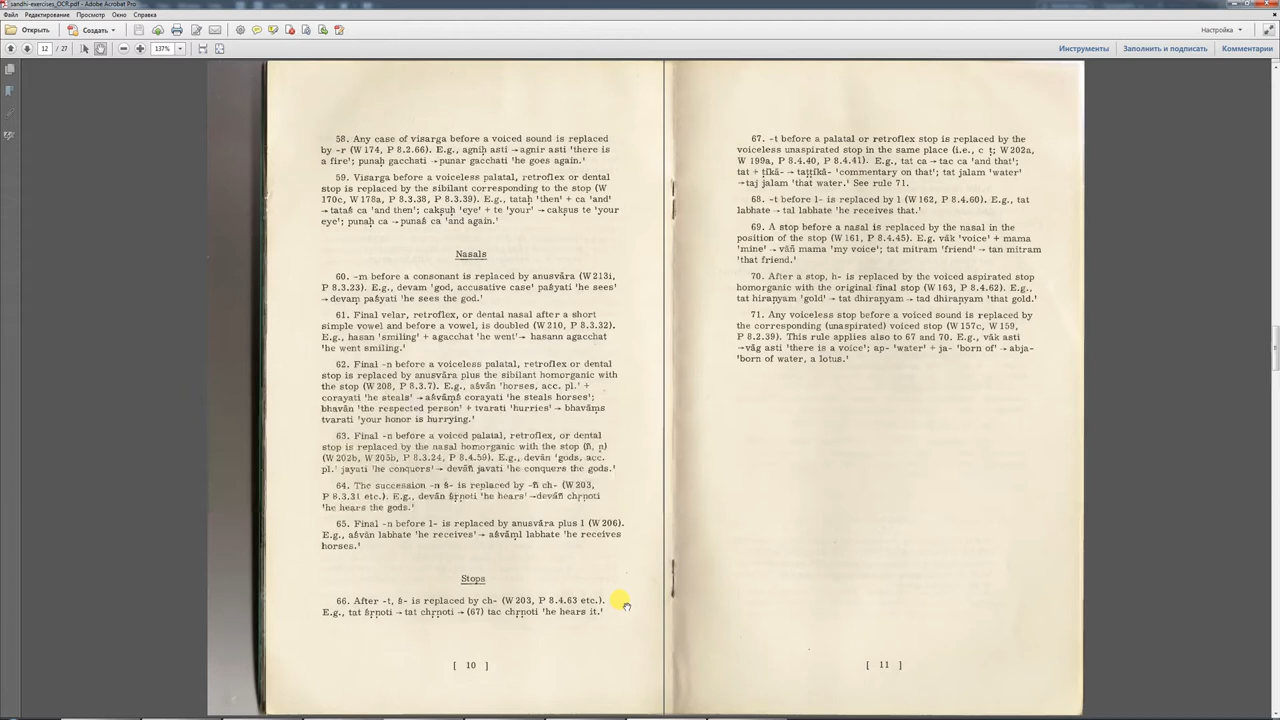 sandhi-exercises_OCR.pdf - Adobe Acrobat Pro
Файл Редактирование Просмотр Окно Справка
Открыть Создать Настройка
12 / 27 137% Инструменты Заполнить и подписать Комментарии
58. Any case of visarga before a voiced sound is replaced
by -r (W 174, P 8.2.66). E.g., agniḥ asti →agnir asti 'there is
a fire'; punaḥ gacchati →punar gacchati 'he goes again.'
59. Visarga before voiceless palatal, retroflex or dental
stop is replaced by the sibilant corresponding to the stop (W
170c, W 178a, P 8.3.38, P 8.3.39). E.g., tataḥ 'then' + ca 'and'
→tataś ca 'and then'; cakṣuḥ 'eye' + te 'your' → cakṣus te 'your
eye'; punaḥ ca →punaś ca 'and again.'
Nasals
60. -m before a consonant is replaced by anusvāra (W 213i,
P 8.3.23). E.g., devam 'god, accusative case' paśyati 'he sees'
→devaṃ paśyati 'he sees the god.'
61. Final velar, retroflex, or dental nasal after a short
simple vowel and before a vowel, is doubled (W 210, P 8.3.32).
E.g., hasan 'smiling' + agacchat 'he went'→ hasann agacchat
'he went smiling.'
62. Final -n before a voiceless palatal, retroflex or dental
stop is replaced by anusvāra plus the sibilant homorganic with
the stop (W 208, P 8.3.7). E.g., aśvān 'horses, acc. pl.' +
corayati 'he steals' → aśvāṃś corayati 'he steals horses';
bhavān 'the respected person' + tvarati 'hurries' → bhavāṃs
tvarati 'your honor is hurrying.'
63. Final -n before a voiced palatal, retroflex, or dental
stop is replaced by the nasal homorganic with the stop (ñ, ṇ)
(W 202b, W 205b, P 8.3.24, P 8.4.59). E.g., devān 'gods, acc.
pl.' jayati 'he conquers'→ devāñ jayati 'he conquers the gods.'
64. The succession -n ś- is replaced by -ñ ch- (W 203,
P 8.3.31 etc.). E.g., devān śṛṇoti 'he hears' →devāñ chṛṇoti
'he hears the gods.'
65. Final -n before l- is replaced by anusvāra plus l (W 206).
E.g., aśvān labhate 'he receives'→ aśvāṃl labhate 'he receives
horses.'
Stops
66. After -t, ś- is replaced by ch- (W 203, P 8.4.63 etc.).
E.g., tat śṛṇoti → tat chṛṇoti → (67) tac chṛṇoti 'he hears it.'
[ 10 ]
67. -t before a palatal or retroflex stop is replaced by the
voiceless unaspirated stop in the same place (i.e., c ṭ; W 202a,
W 199a, P 8.4.40, P 8.4.41). E.g., tat ca → tac ca 'and that';
tat + ṭīkā- → taṭṭīkā- 'commentary on that'; tat jalam 'water'
→taj jalam 'that water.' See rule 71.
68. -t before l- is replaced by l (W 162, P 8.4.60). E.g., tat
labhate → tal labhate 'he receives that.'
69. A stop before a nasal is replaced by the nasal in the
position of the stop (W 161, P 8.4.45). E.g. vāk 'voice' + mama
'mine' → vāṅ mama 'my voice'; tat mitram 'friend' → tan mitram
'that friend.'
70. After a stop, h- is replaced by the voiced aspirated stop
homorganic with the original final stop (W 163, P 8.4.62). E.g.,
tat hiraṇyam 'gold' → tat dhiraṇyam → tad dhiraṇyam 'that gold.'
71. Any voiceless stop before a voiced sound is replaced by
the corresponding (unaspirated) voiced stop (W 157c, W 159,
P 8.2.39). This rule applies also to 67 and 70. E.g., vāk asti
→vāg asti 'there is a voice'; ap- 'water' + ja- 'born of' → abja-
'born of water, a lotus.'
[ 11 ]